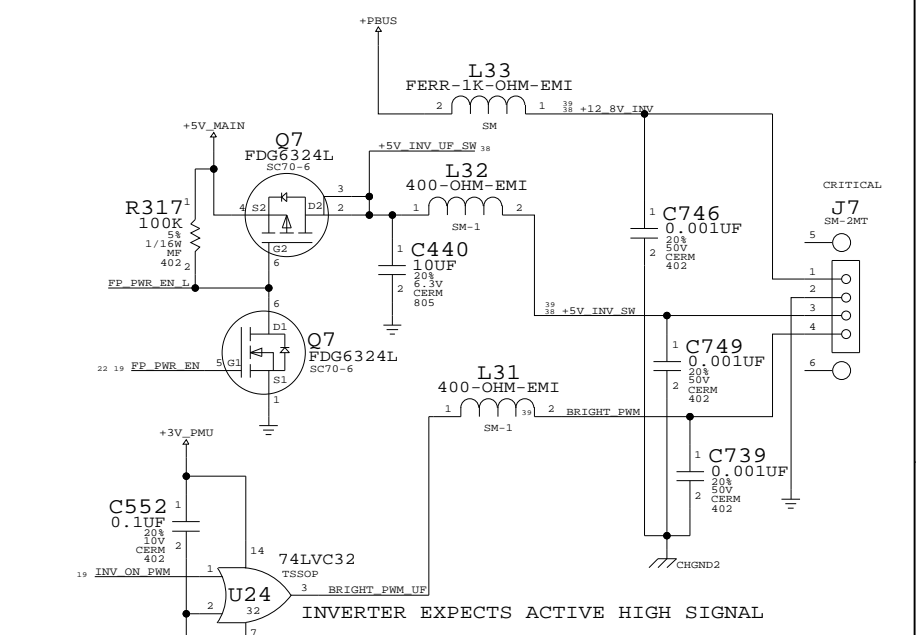 +PBUS
L33
FERR-1K-OHM-EMI
2
1
39
38
+12_8V_INV
SM
+5V_MAIN
Q7
FDG6324L
SC70-6
+5V_INV_UF_SW 38
L32
400-OHM-EMI
CRITICAL
J7
SM-2MT
3
4 S2
D2 2
1
2
SM-1
R317
1
100K
5%
1/16W
MF
402
2
G2
6
C440
1
10UF
20%
6.3V
CERM
805
2
1
C746
0.001UF
20%
50V
CERM
402
2
5
1
2
3
4
6
FP_PWR_EN_L
6
39
38
+5V_INV_SW
D1
Q7
FDG6324L
SC70-6
22 19 FP_PWR_EN
5 G1
S1
1
1
C749
0.001UF
20%
50V
CERM
402
2
L31
400-OHM-EMI
1
39
2
BRIGHT_PWM
SM-1
+3V_PMU
1
C739
0.001UF
20%
50V
CERM
402
2
C552
1
0.1UF
20%
10V
CERM
402
2
14
74LVC32
TSSOP
CHGND2
19 INV_ON_PWM
1
U24
3
BRIGHT_PWM_UF
2
32
7
INVERTER EXPECTS ACTIVE HIGH SIGNAL